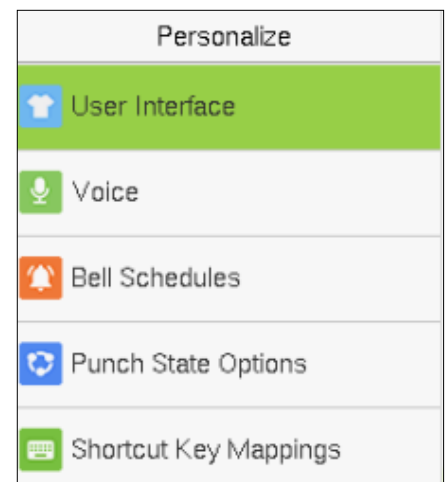 Personalize
User Interface
Voice
Bell Schedules
Punch State Options
Shortcut Key Mappings